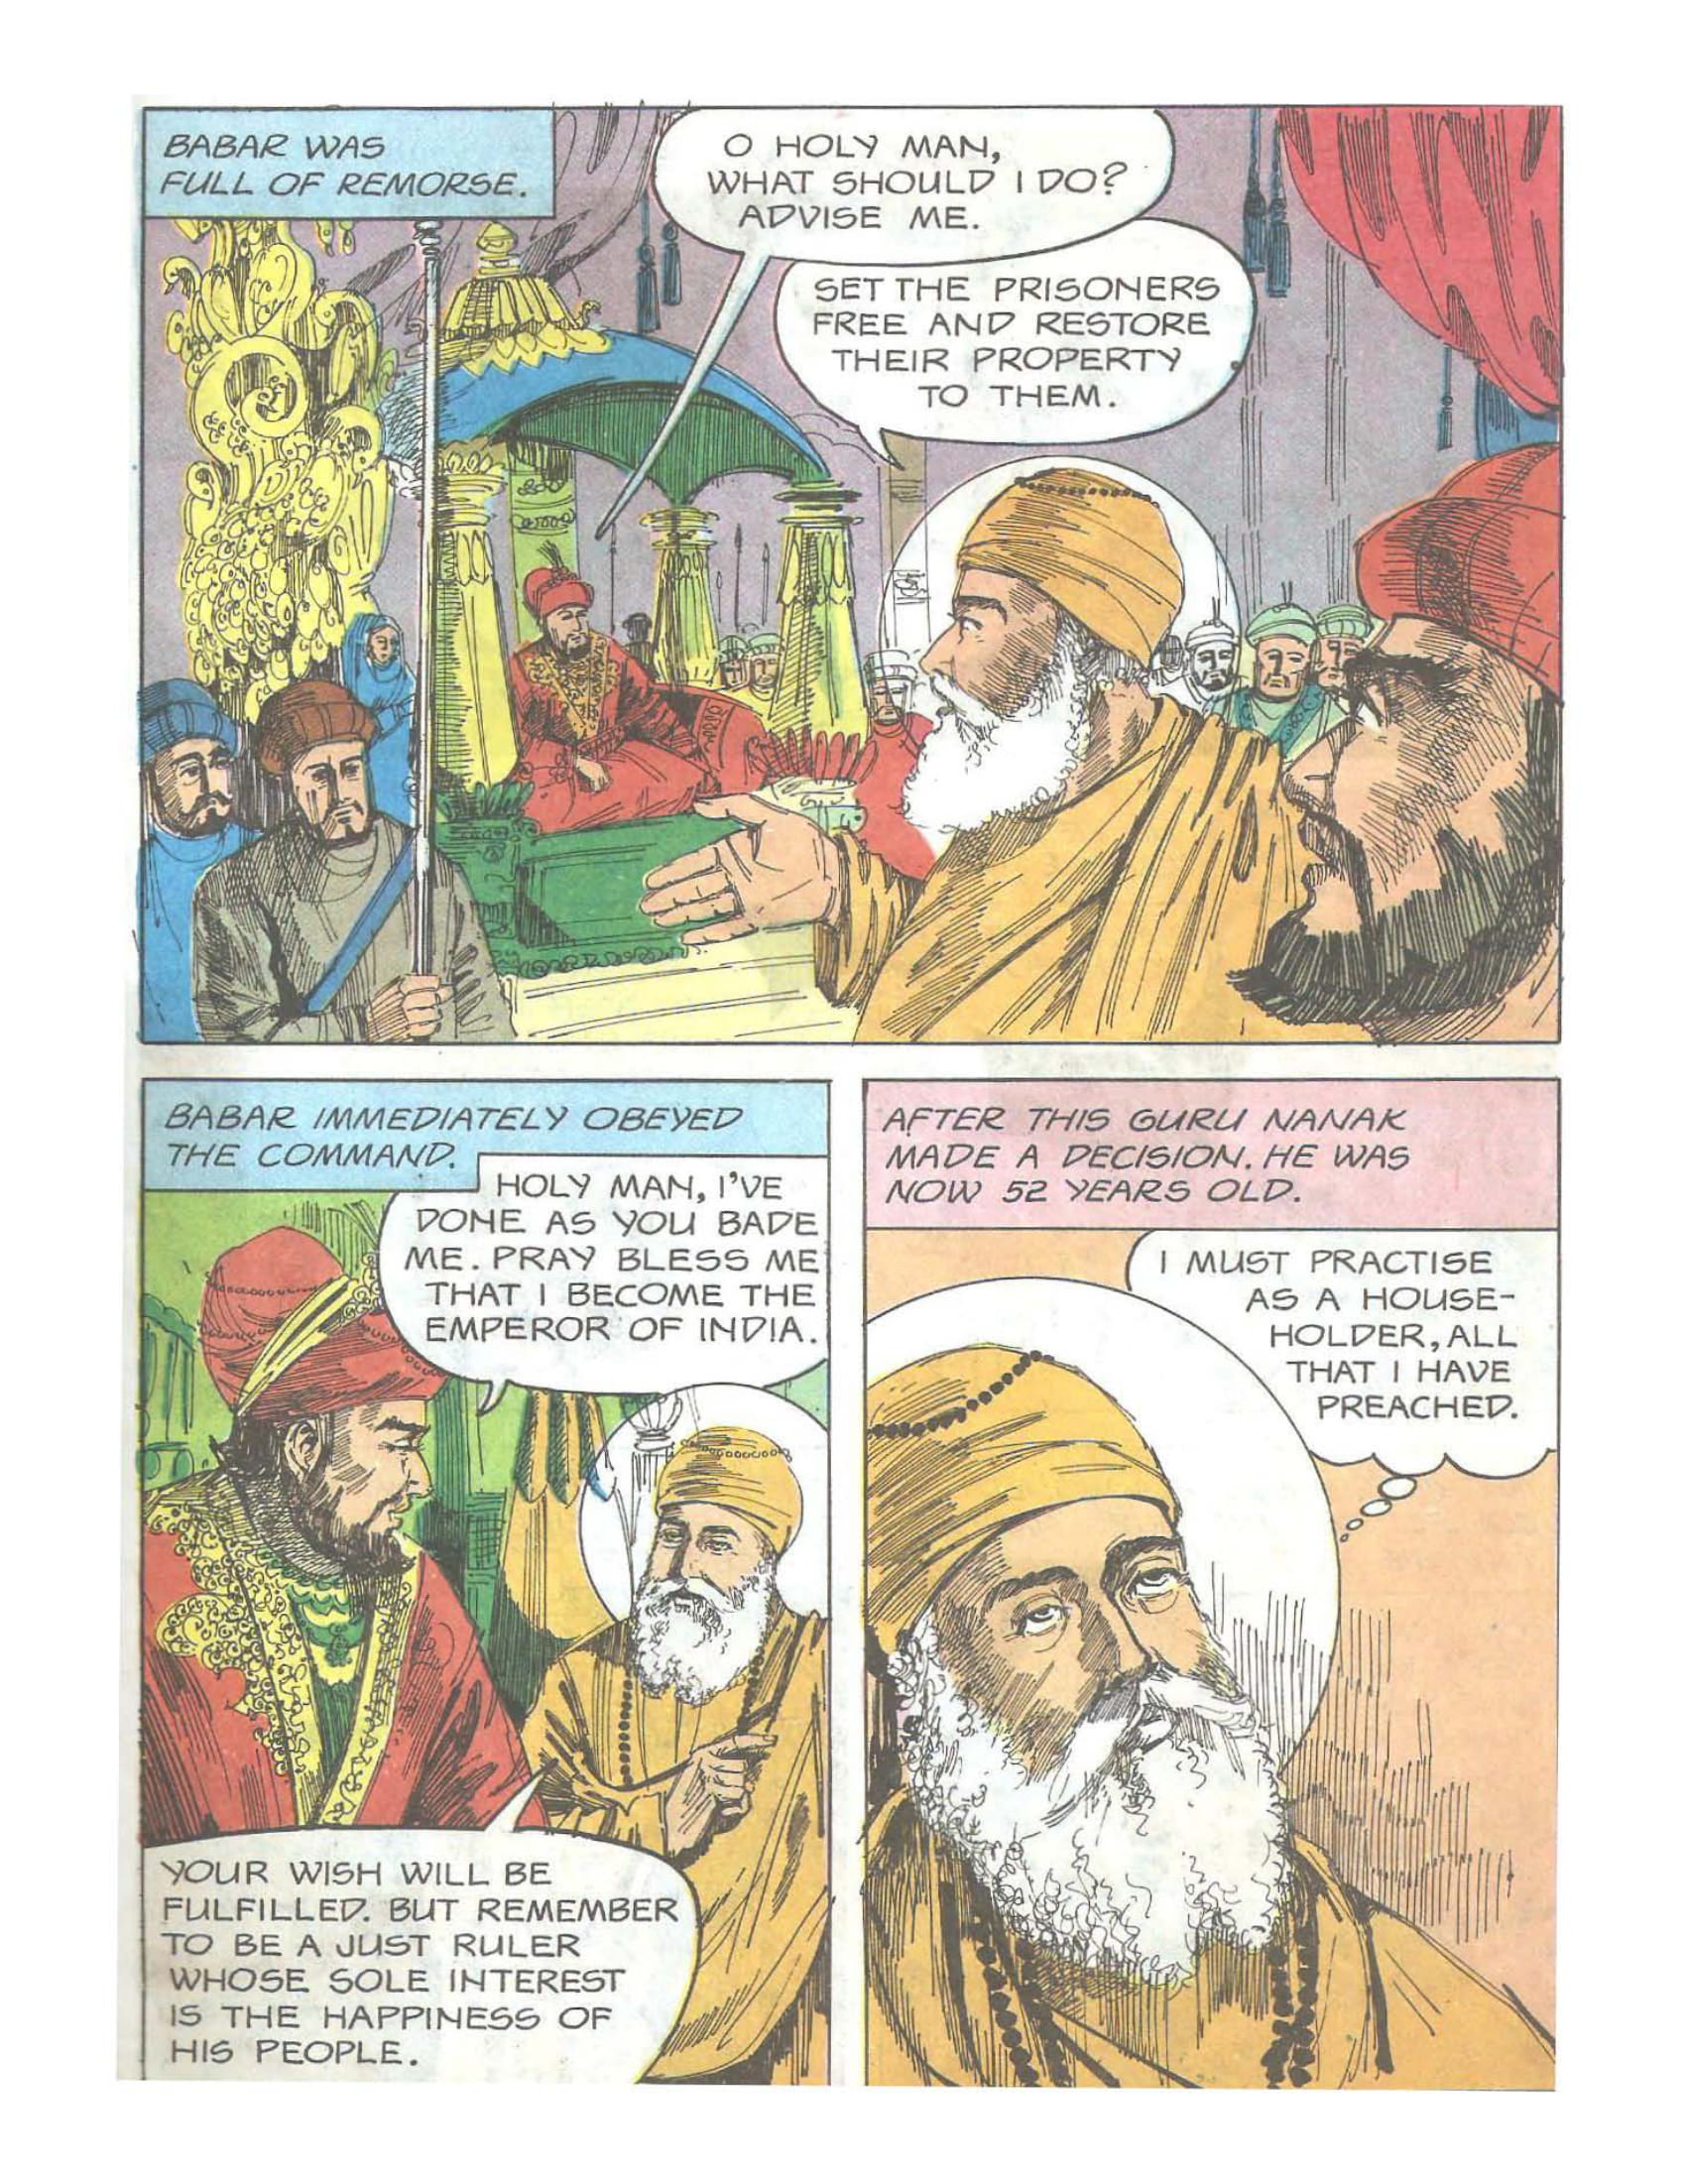 BABAR WAS
FULL OF REMORSE.
O HOLY MAN,
WHAT SHOULD I DO?
ADVISE ME.
SET THE PRISONERS
FREE AND RESTORE
THEIR PROPERTY
TO THEM.
BABAR IMMEDIATELY OBEYED
THE COMMAND.
HOLY MAN, I'VE
DONE AS YOU BADE
ME. PRAY BLESS ME
THAT I BECOME THE
EMPEROR OF INDIA.
YOUR WISH WILL BE
FULFILLED. BUT REMEMBER
TO BE A JUST RULER
WHOSE SOLE INTEREST
IS THE HAPPINESS OF
HIS PEOPLE.
AFTER THIS GURU NANAK
MADE A DECISION. HE WAS
NOW 52 YEARS OLD.
I MUST PRACTISE
AS A HOUSE-
HOLDER, ALL
THAT I HAVE
PREACHED.